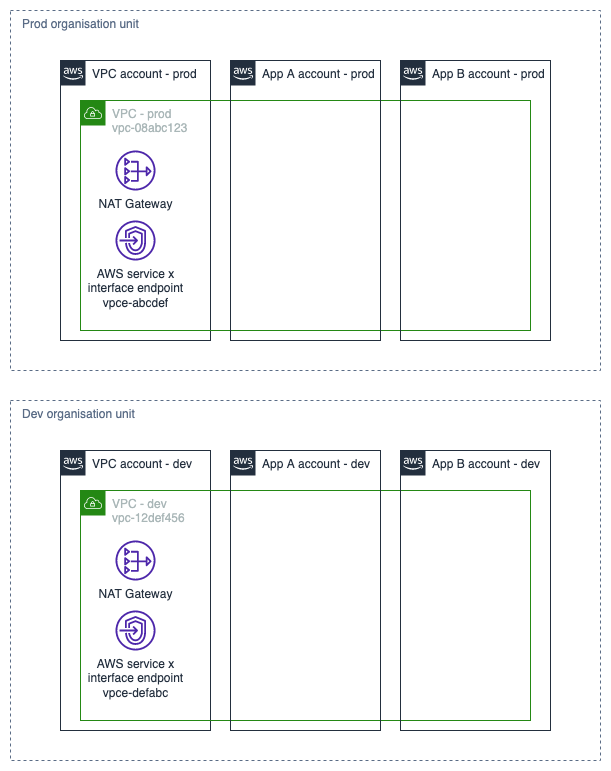 Prod organisation unit
aws VPC account - prod
aws App A account - prod
aws App B account - prod
VPC - prod
vpc-08abc123
NAT Gateway
AWS service x
interface endpoint
vpce-abcdef
Dev organisation unit
aws VPC account - dev
aws App A account - dev
aws App B account - dev
VPC - dev
vpc-12def456
NAT Gateway
AWS service x
interface endpoint
vpce-defabc